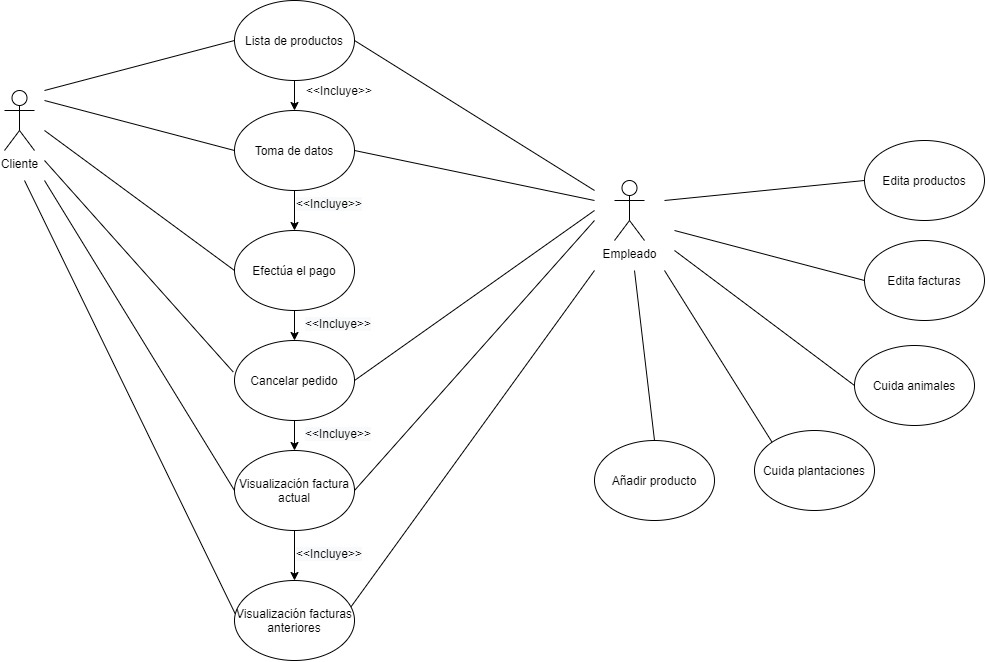 Lista de productos
<<Incluye>>
Cliente
Toma de datos
<<Incluye>>
Efectúa el pago
<<Incluye>>
Cancelar pedido
<<Incluye>>
Visualización factura
actual
<<Incluye>>
Visualización facturas
anteriores
Empleado
Edita productos
Edita facturas
Cuida animales
Cuida plantaciones
Añadir producto